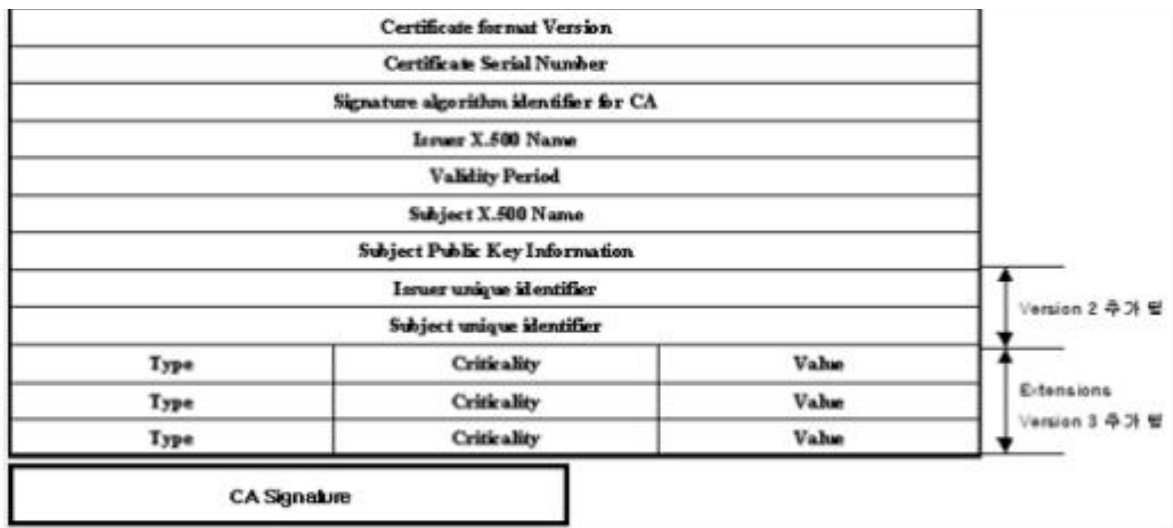 Certificate format Version
Certificate Serial Number
Signature algorithm identifier for CA
Issuer X.500 Name
Validity Period
Subject X.500 Name
Subject Public Key Information
Issuer unique identifier
Subject unique identifier
Version 2 추가 됨
Type Criticality Value
Type Criticality Value
Type Criticality Value
Extensions
Version 3 추가 됨
CA Signature